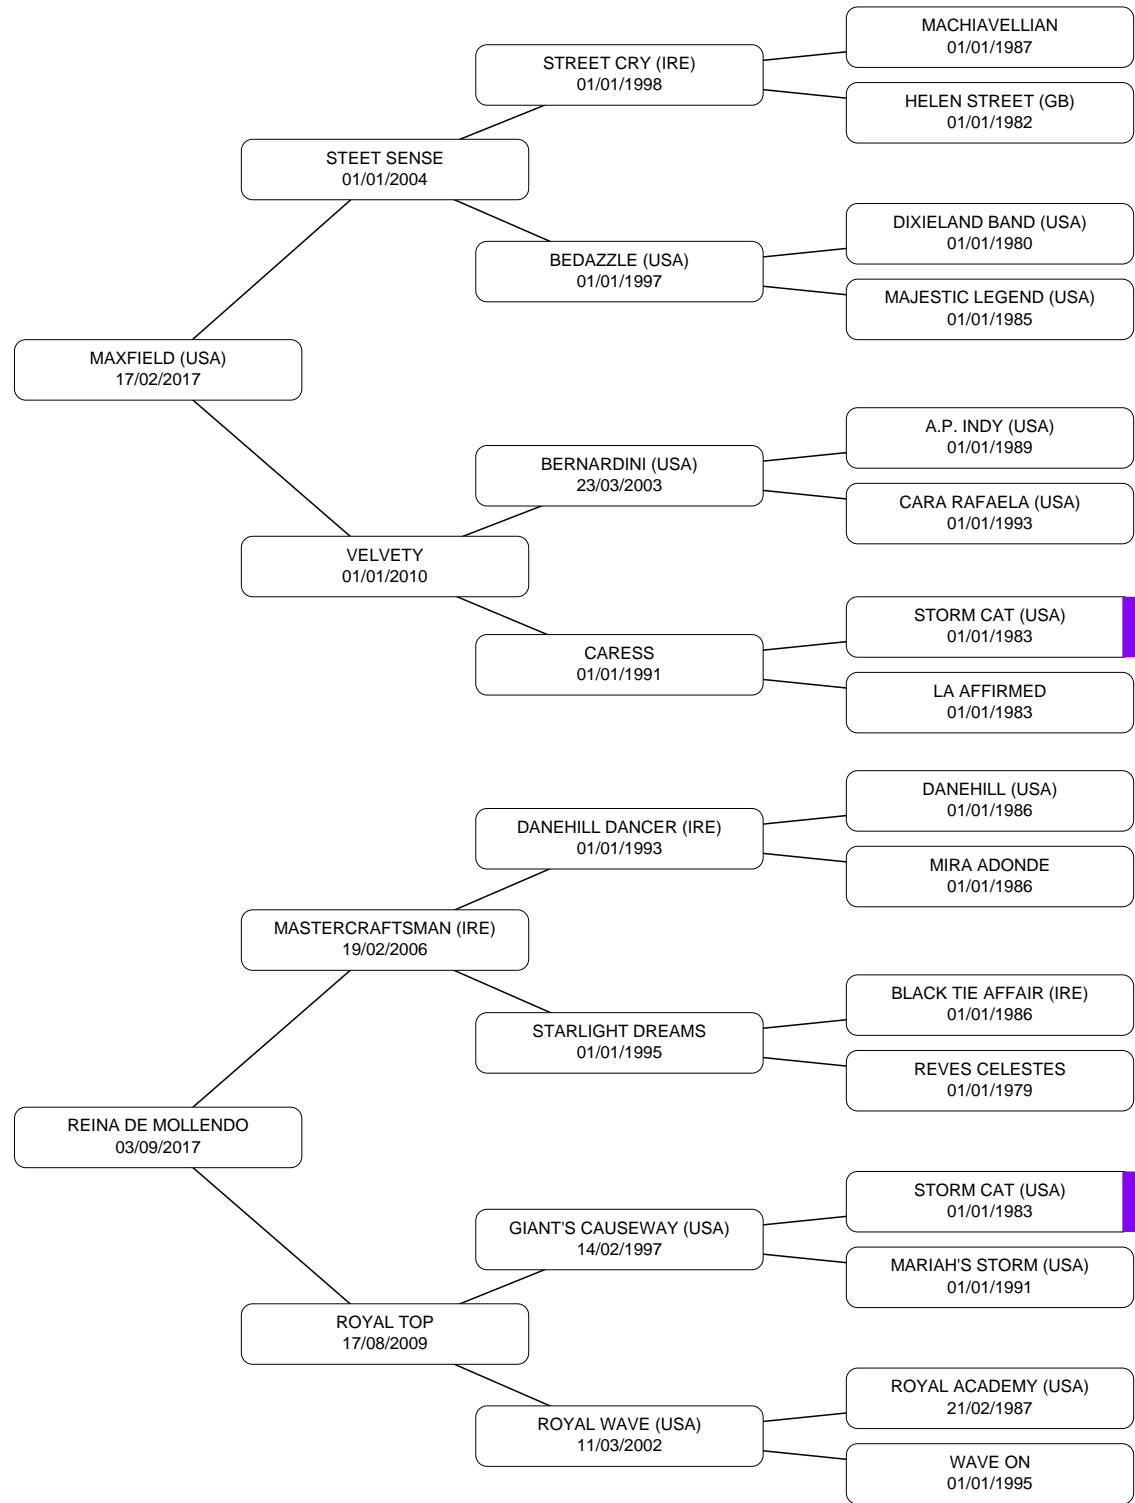 MACHIAVELLIAN
01/01/1987
STREET CRY (IRE)
01/01/1998
HELEN STREET (GB)
01/01/1982
STEET SENSE
01/01/2004
DIXIELAND BAND (USA)
01/01/1980
BEDAZZLE (USA)
01/01/1997
MAJESTIC LEGEND (USA)
01/01/1985
MAXFIELD (USA)
17/02/2017
A.P. INDY (USA)
01/01/1989
BERNARDINI (USA)
23/03/2003
CARA RAFAELA (USA)
01/01/1993
VELVETY
01/01/2010
STORM CAT (USA)
01/01/1983
CARESS
01/01/1991
LA AFFIRMED
01/01/1983
DANEHILL (USA)
01/01/1986
DANEHILL DANCER (IRE)
01/01/1993
MIRA ADONDE
01/01/1986
MASTERCRAFTSMAN (IRE)
19/02/2006
BLACK TIE AFFAIR (IRE)
01/01/1986
STARLIGHT DREAMS
01/01/1995
REVES CELESTES
01/01/1979
REINA DE MOLLENDO
03/09/2017
STORM CAT (USA)
01/01/1983
GIANT'S CAUSEWAY (USA)
14/02/1997
MARIAH'S STORM (USA)
01/01/1991
ROYAL TOP
17/08/2009
ROYAL ACADEMY (USA)
21/02/1987
ROYAL WAVE (USA)
11/03/2002
WAVE ON
01/01/1995